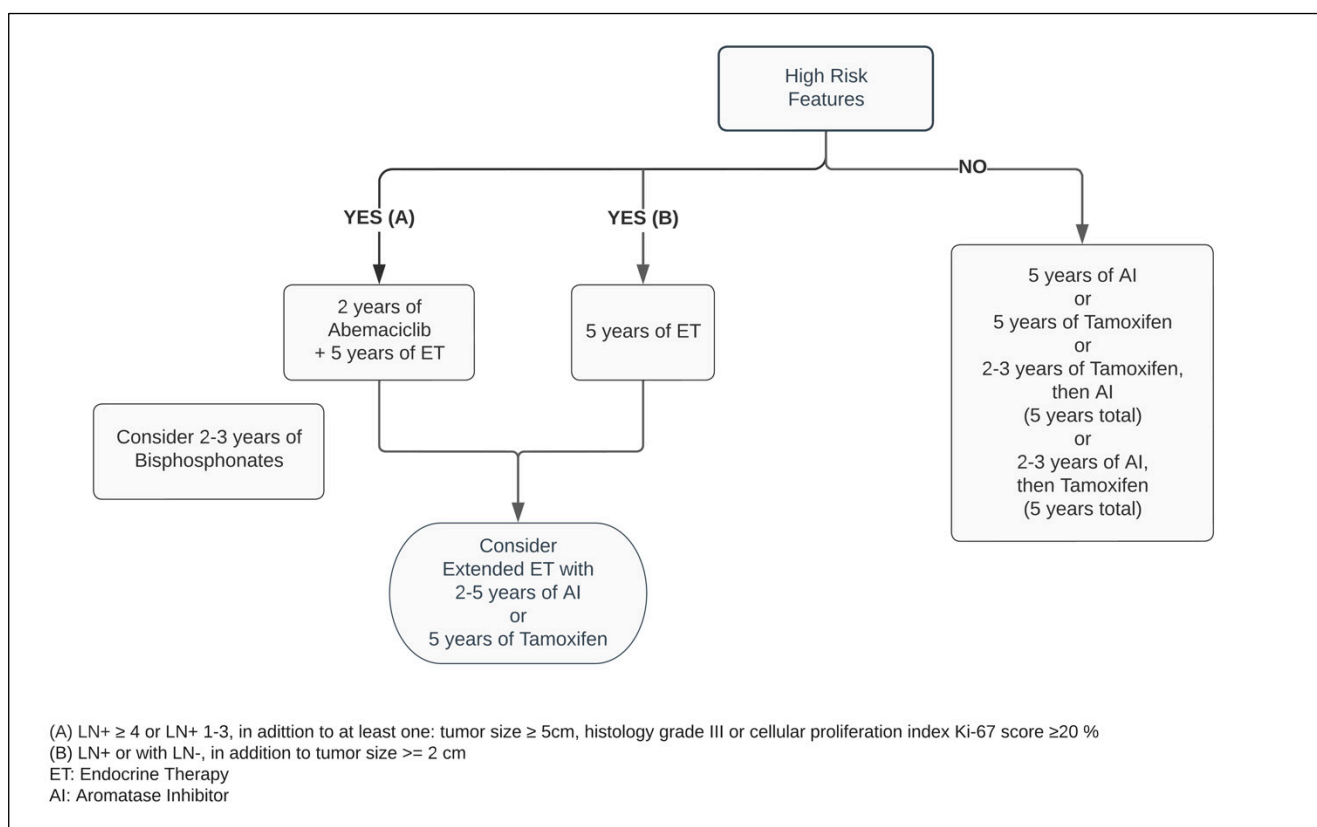 High Risk
Features
YES (A)
YES (B)
NO
2 years of
Abemaciclib
+ 5 years of ET
5 years of ET
5 years of AI
or
5 years of Tamoxifen
or
2-3 years of Tamoxifen,
then AI
(5 years total)
or
2-3 years of AI,
then Tamoxifen
(5 years total)
Consider 2-3 years of
Bisphosphonates
Consider
Extended ET with
2-5 years of AI
or
5 years of Tamoxifen
(A) LN+ ≥ 4 or LN+ 1-3, in adittion to at least one: tumor size ≥ 5cm, histology grade III or cellular proliferation index Ki-67 score ≥20 %
(B) LN+ or with LN-, in addition to tumor size >= 2 cm
ET: Endocrine Therapy
AI: Aromatase Inhibitor